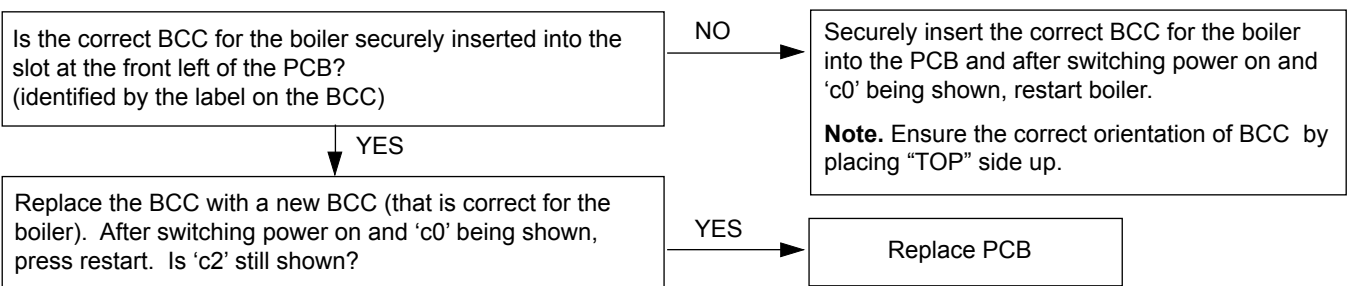 Is the correct BCC for the boiler securely inserted into the
slot at the front left of the PCB?
(identified by the label on the BCC)
NO
Securely insert the correct BCC for the boiler
into the PCB and after switching power on and
‘c0’ being shown, restart boiler.
Note. Ensure the correct orientation of BCC by
placing “TOP” side up.
YES
Replace the BCC with a new BCC (that is correct for the
boiler). After switching power on and ‘c0’ being shown,
press restart. Is ‘c2’ still shown?
YES
Replace PCB